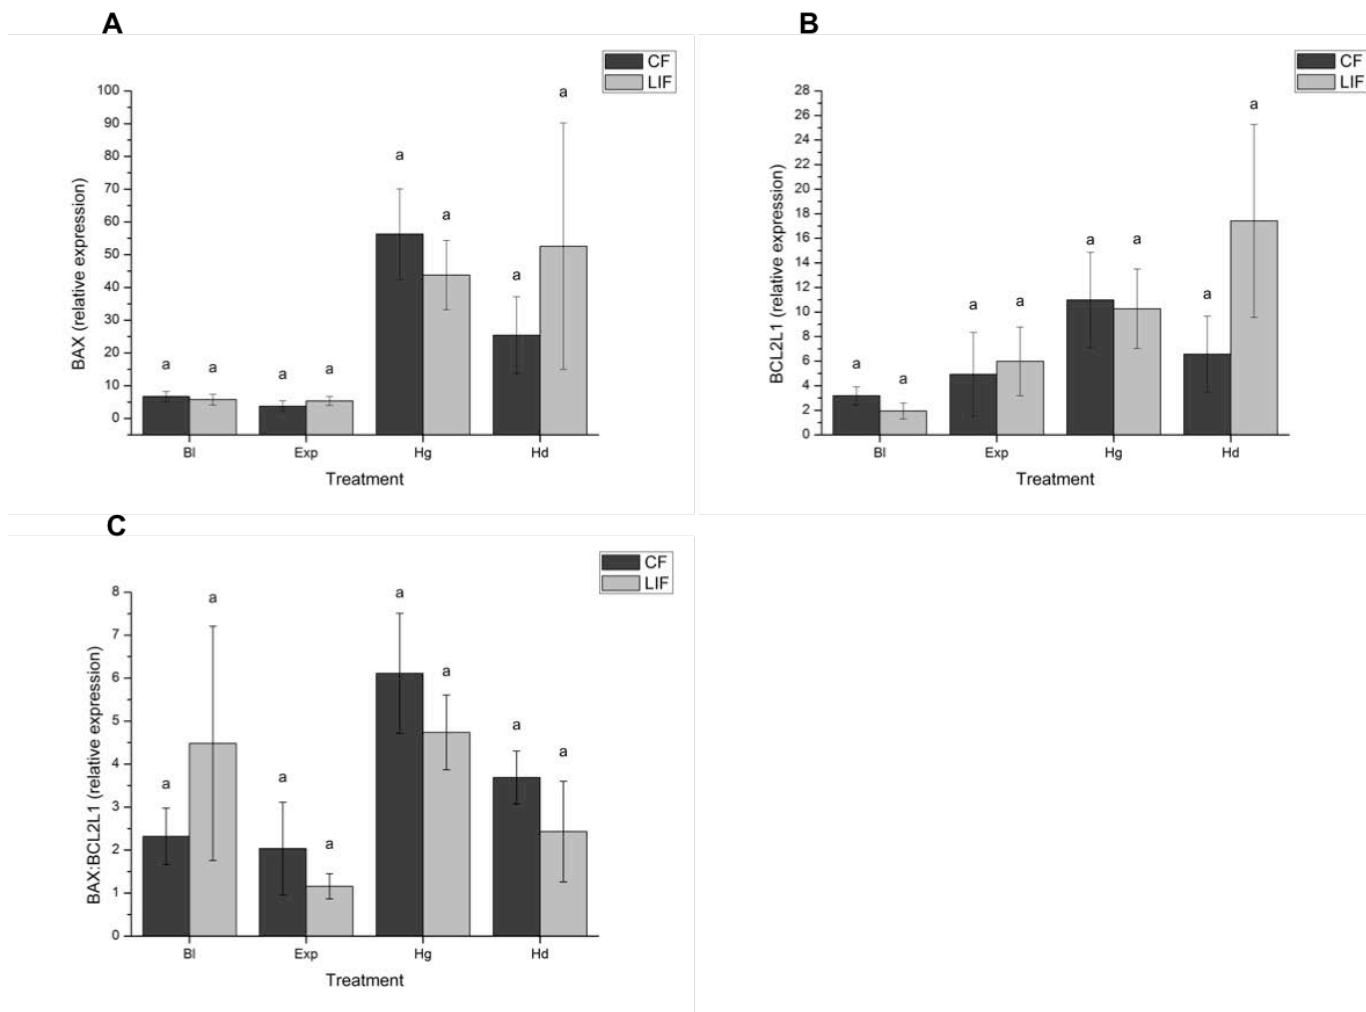 A
CF
LIF
BAX (relative expression)
100
90
80
70
60
50
40
30
20
10
0
a
a
a
a
a
a
a
a
Bl
Exp
Hg
Hd
Treatment
B
CF
LIF
BCL2L1 (relative expression)
28
26
24
22
20
18
16
14
12
10
8
6
4
2
0
a
a
a
a
a
a
a
a
Bl
Exp
Hg
Hd
Treatment
C
CF
LIF
BAX:BCL2L1 (relative expression)
8
7
6
5
4
3
2
1
0
a
a
a
a
a
a
a
a
Bl
Exp
Hg
Hd
Treatment